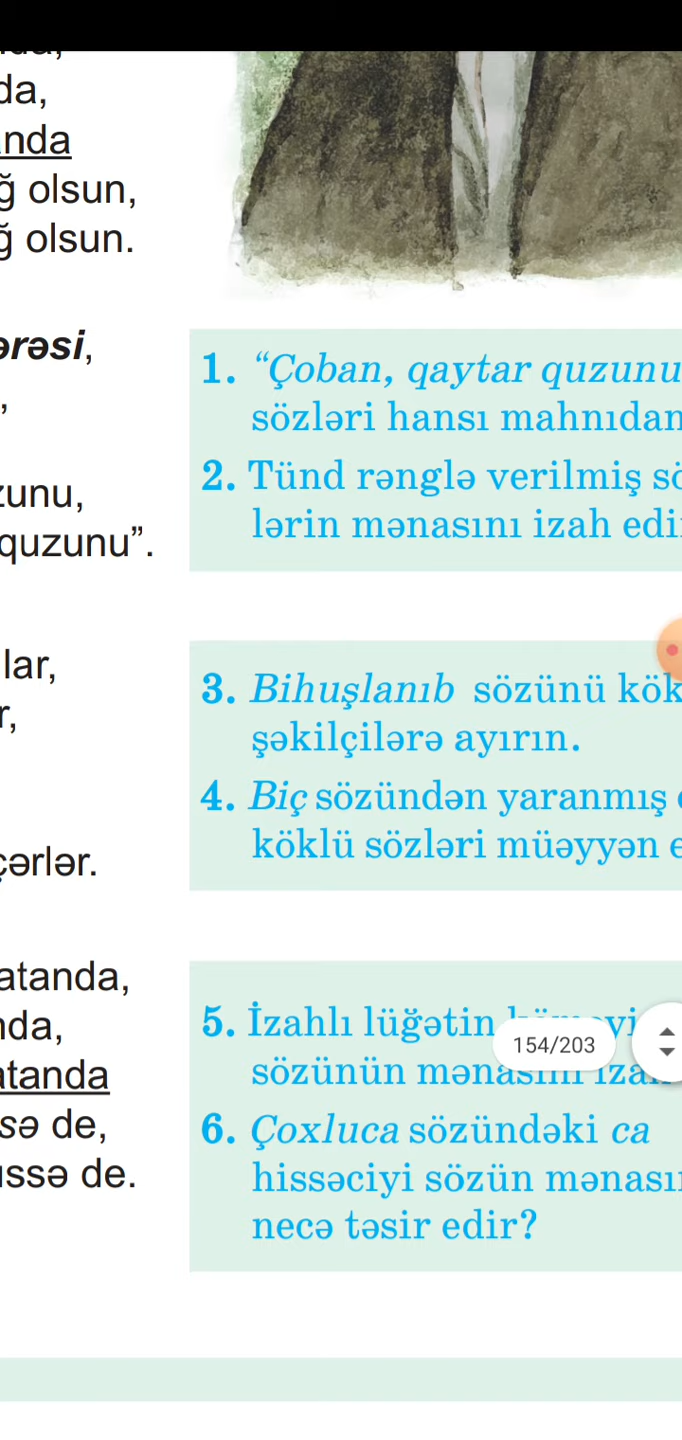 da,
nda
ğ olsun,
ğ olsun.
ərəsi,
,
zunu,
quzunu”.
lar,
r,
çərlər.
atanda,
nda,
atanda
sə de,
ussə de.
1. “Çoban, qaytar quzunu
sözləri hansı mahnıdan
2. Tünd rənglə verilmiş sö
lərin mənasını izah edi
3. Bihuşlanıb sözünü kök
şəkilçilərə ayırın.
4. Biç sözündən yaranmış
köklü sözləri müəyyən e
5. İzahlı lüğətin
154/203
sözünün
6. Çoxluca sözündəki ca
hissəciyi sözün mənası
necə təsir edir?